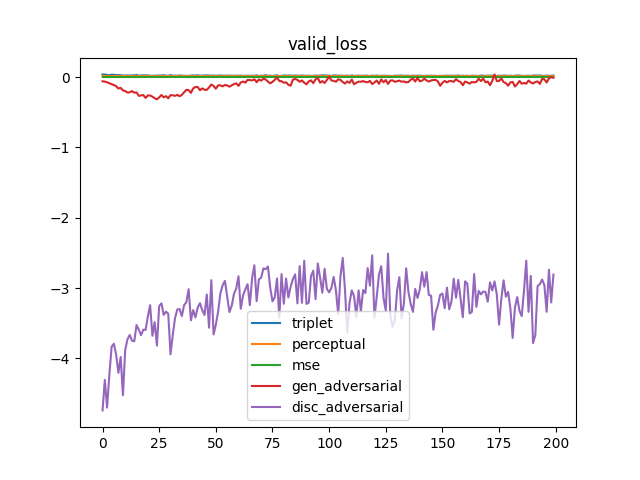 valid_loss
0
−1
−2
−3
−4
triplet
perceptual
mse
gen_adversarial
disc_adversarial
0 25 50 75 100 125 150 175 200